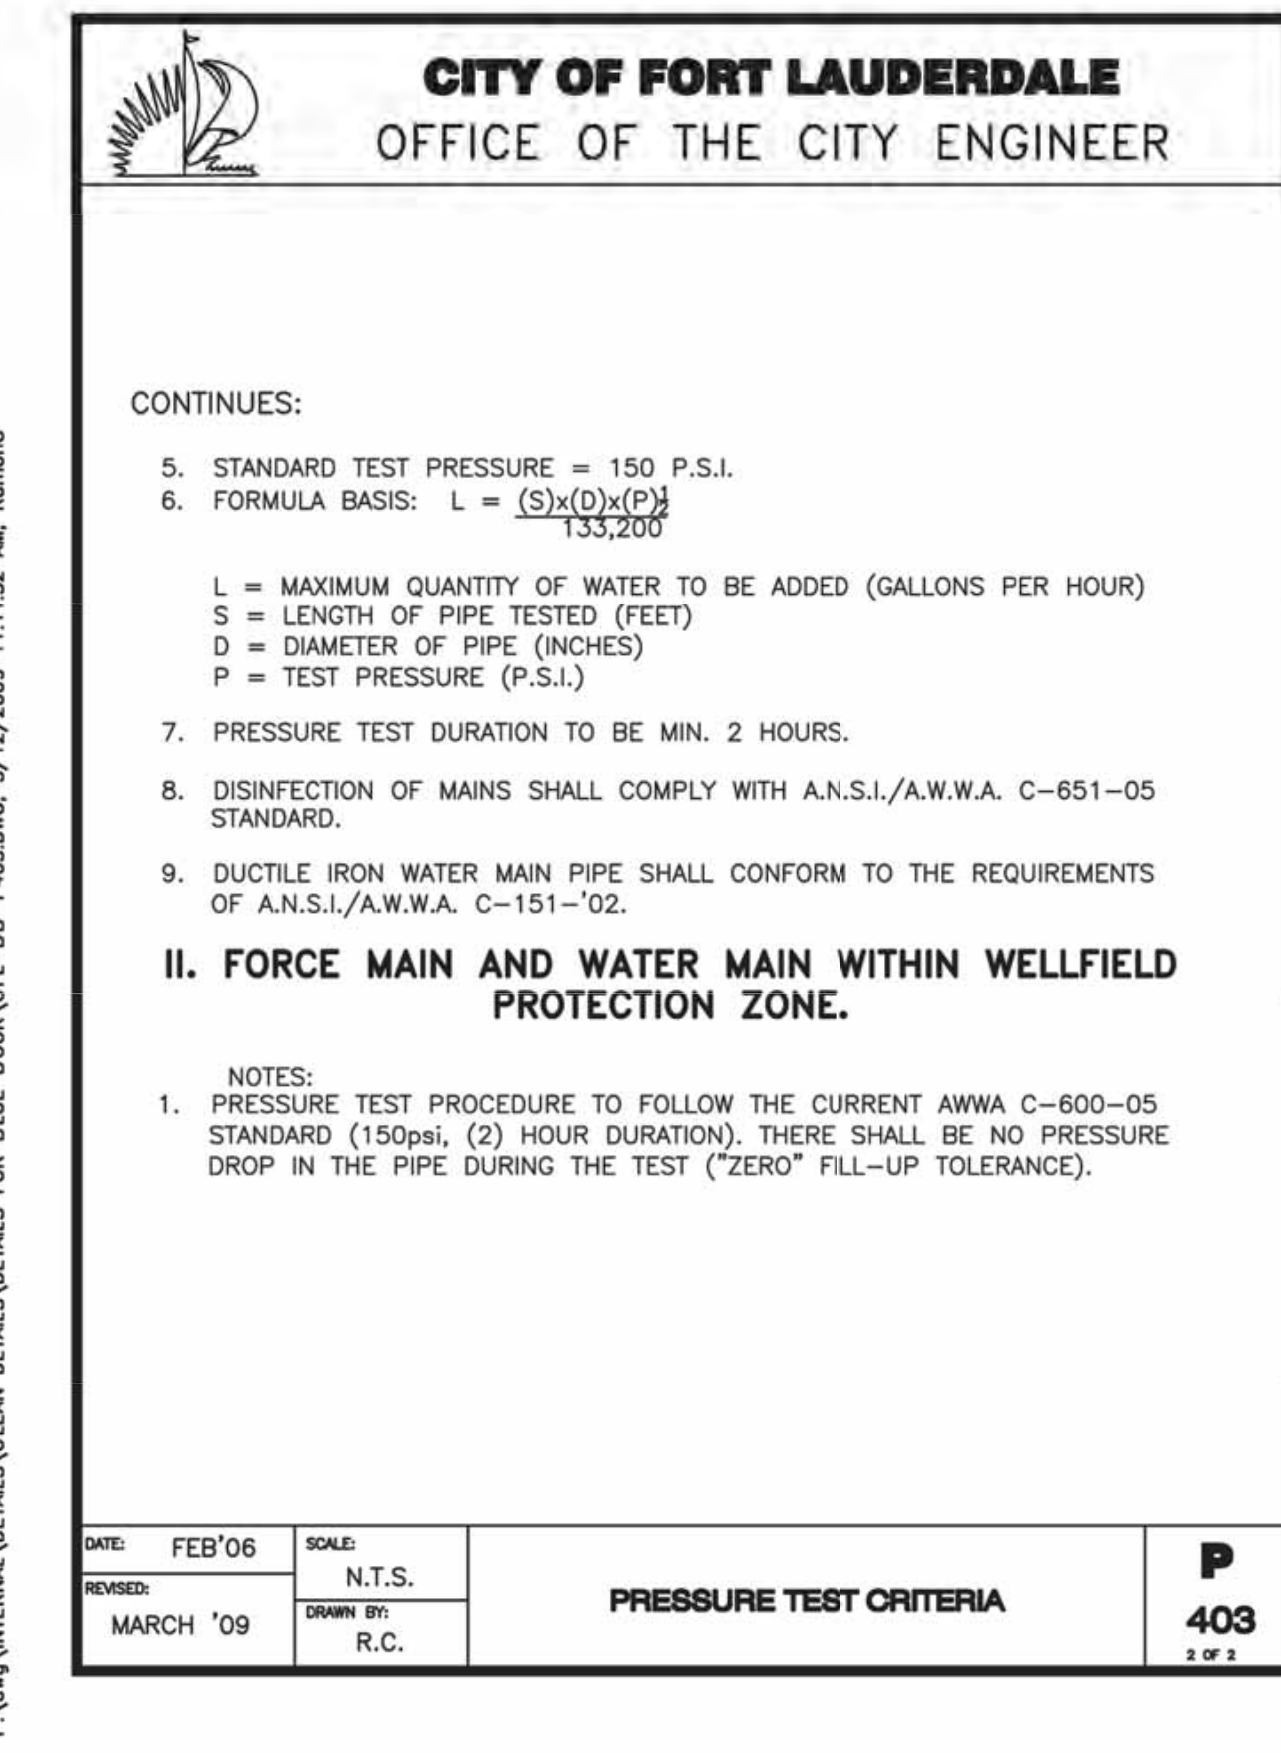 CITY OF FORT LAUDERDALE
OFFICE OF THE CITY ENGINEER
CONTINUES:
5. STANDARD TEST PRESSURE = 150 P.S.I.
6. FORMULA BASIS: L = (S)x(D)x(P)½
133,200
L = MAXIMUM QUANTITY OF WATER TO BE ADDED (GALLONS PER HOUR)
S = LENGTH OF PIPE TESTED (FEET)
D = DIAMETER OF PIPE (INCHES)
P = TEST PRESSURE (P.S.I.)
7. PRESSURE TEST DURATION TO BE MIN. 2 HOURS.
8. DISINFECTION OF MAINS SHALL COMPLY WITH A.N.S.I./A.W.W.A. C-651-05
STANDARD.
9. DUCTILE IRON WATER MAIN PIPE SHALL CONFORM TO THE REQUIREMENTS
OF A.N.S.I./A.W.W.A. C-151-'02.
II. FORCE MAIN AND WATER MAIN WITHIN WELLFIELD
PROTECTION ZONE.
NOTES:
1. PRESSURE TEST PROCEDURE TO FOLLOW THE CURRENT AWWA C-600-05
STANDARD (150psi, (2) HOUR DURATION). THERE SHALL BE NO PRESSURE
DROP IN THE PIPE DURING THE TEST ("ZERO" FILL-UP TOLERANCE).
DATE: FEB'06
REVISED:
MARCH '09
SCALE:
N.T.S.
DRAWN BY:
R.C.
PRESSURE TEST CRITERIA
P
403
2 OF 2